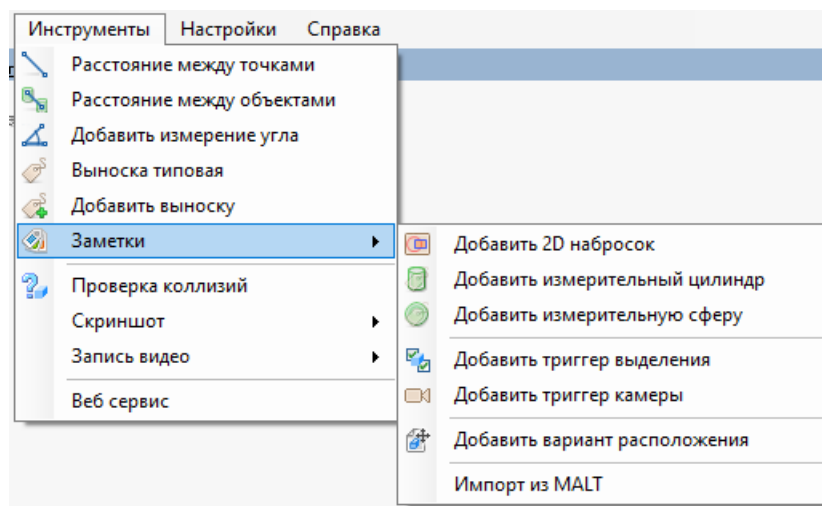 Инструменты Настройки Справка
Расстояние между точками
Расстояние между объектами
Добавить измерение угла
Выноска типовая
Добавить выноску
Заметки
Проверка коллизий
Скриншот
Запись видео
Веб сервис
Добавить 2D набросок
Добавить измерительный цилиндр
Добавить измерительную сферу
Добавить триггер выделения
Добавить триггер камеры
Добавить вариант расположения
Импорт из MALT